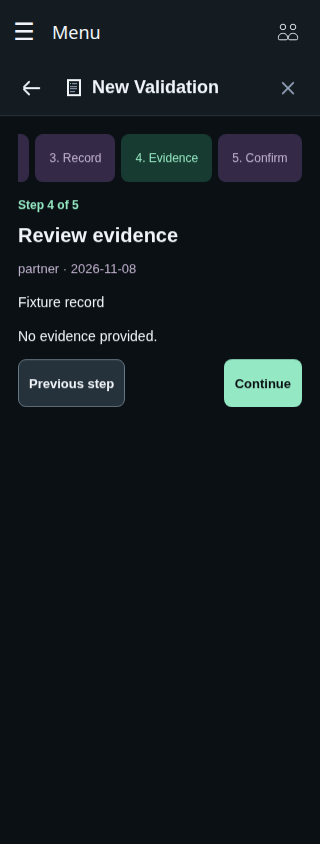 Menu
New Validation
3. Record
4. Evidence
5. Confirm
Step 4 of 5
Review evidence
partner · 2026-11-08
Fixture record
No evidence provided.
Previous step
Continue